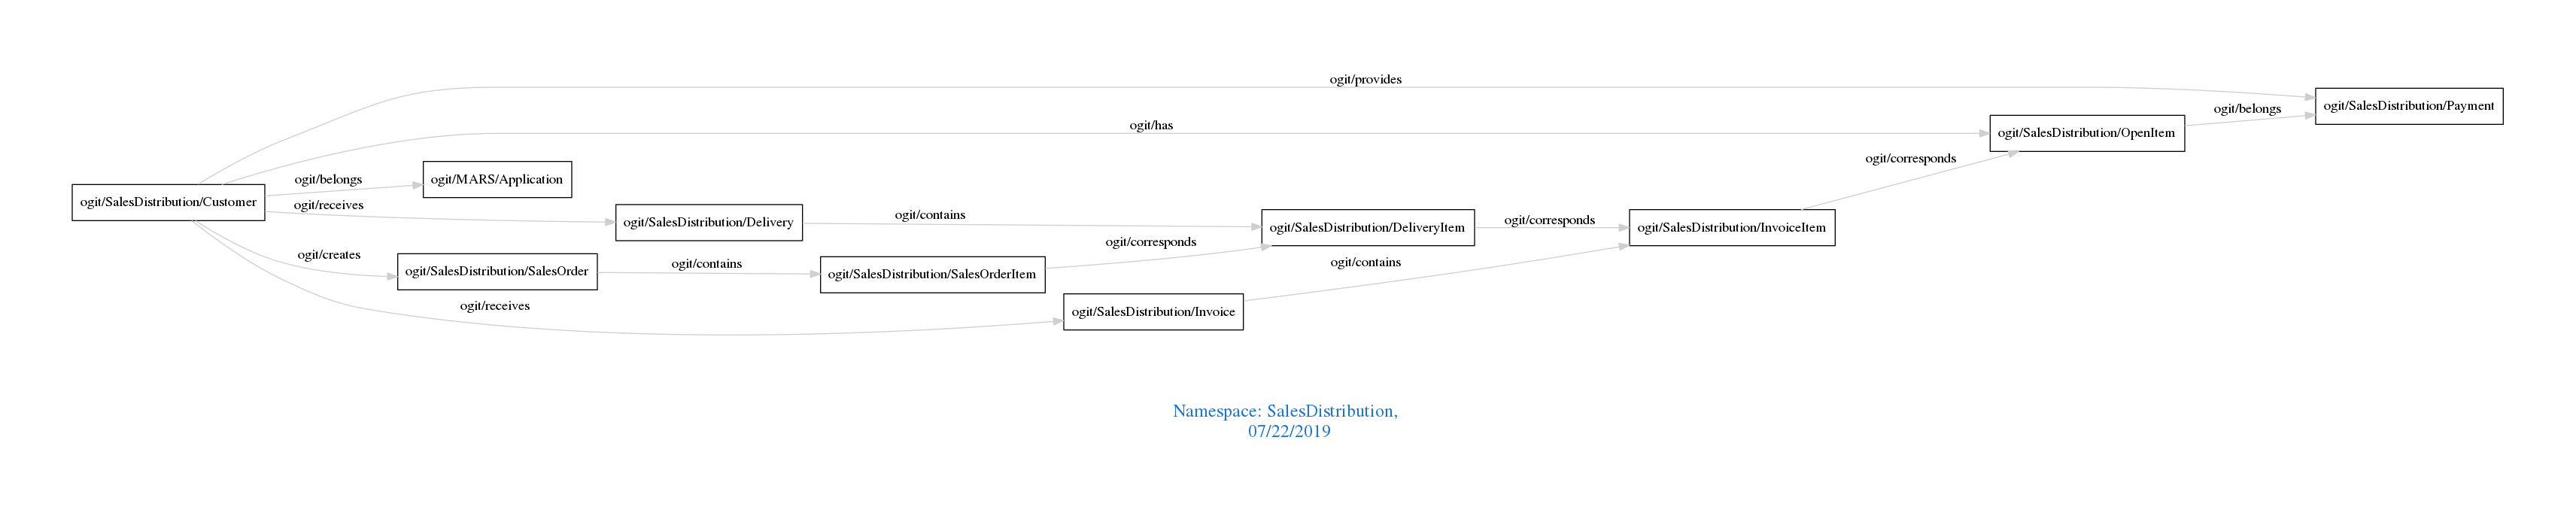 ogit/provides
ogit/SalesDistribution/Payment
ogit/belongs
ogit/has
ogit/SalesDistribution/OpenItem
ogit/corresponds
ogit/belongs
ogit/MARS/Application
ogit/SalesDistribution/Customer
ogit/receives
ogit/SalesDistribution/Delivery
ogit/contains
ogit/SalesDistribution/DeliveryItem
ogit/corresponds
ogit/SalesDistribution/InvoiceItem
ogit/corresponds
ogit/creates
ogit/SalesDistribution/SalesOrder
ogit/contains
ogit/SalesDistribution/SalesOrderItem
ogit/contains
ogit/receives
ogit/SalesDistribution/Invoice
Namespace: SalesDistribution,
07/22/2019